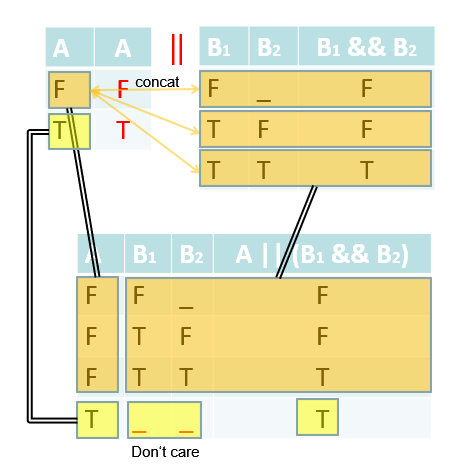 A A || B₁ B₂ B₁ && B₂
F F concat F _ F
T T T F F
T T T
A B₁ B₂ A || (B₁ && B₂)
F F _ F
F T F F
F T T T
T _ _ T
Don't care